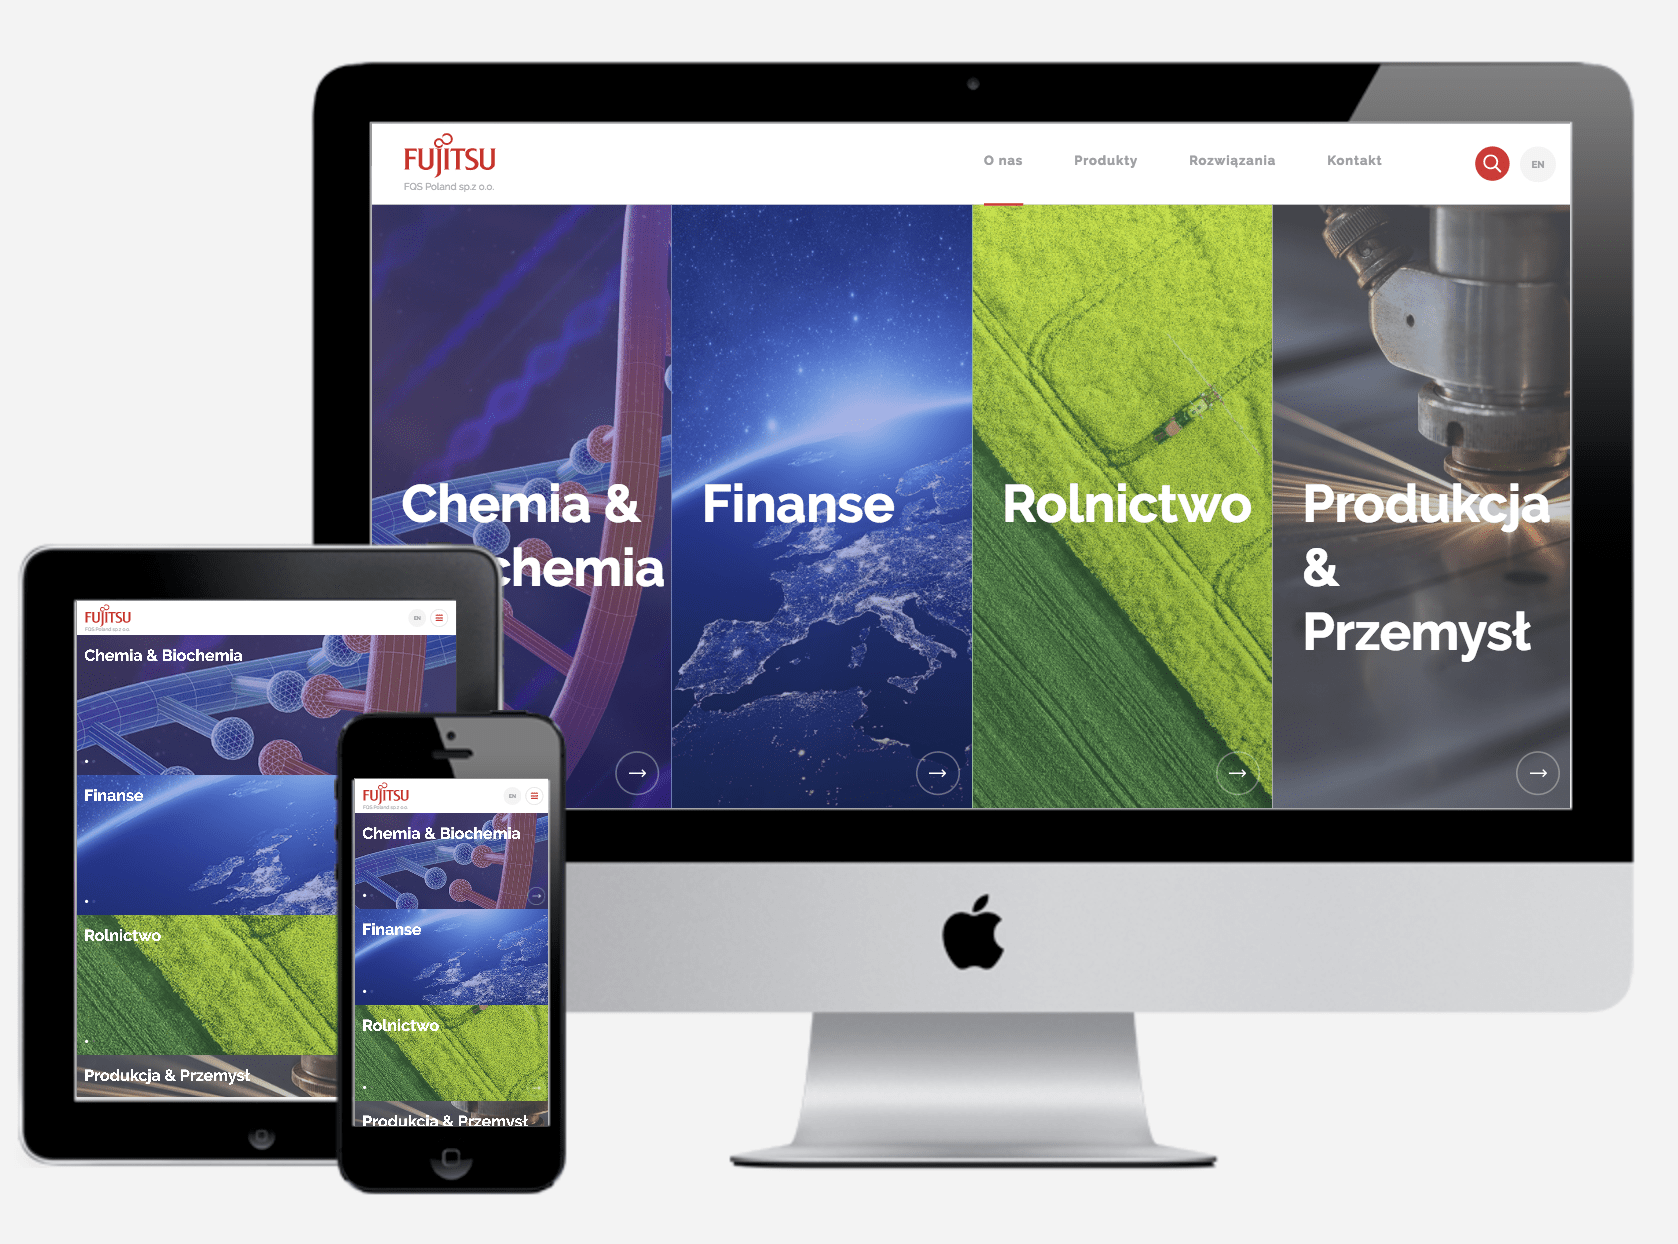 FUJITSU
FQS Poland sp.z o.o.
O nas
Produkty
Rozwiązania
Kontakt
EN
Chemia &
chemia
Finanse
Rolnictwo
Produkcja
&
Przemysł
FUJITSU
FQS Poland sp.z o.o.
EN
Chemia & Biochemia
Finanse
Rolnictwo
Produkcja & Przemysł
FUJITSU
FQS Poland sp.z o.o.
EN
Chemia & Biochemia
Finanse
Rolnictwo
Produkcja & Przemysł